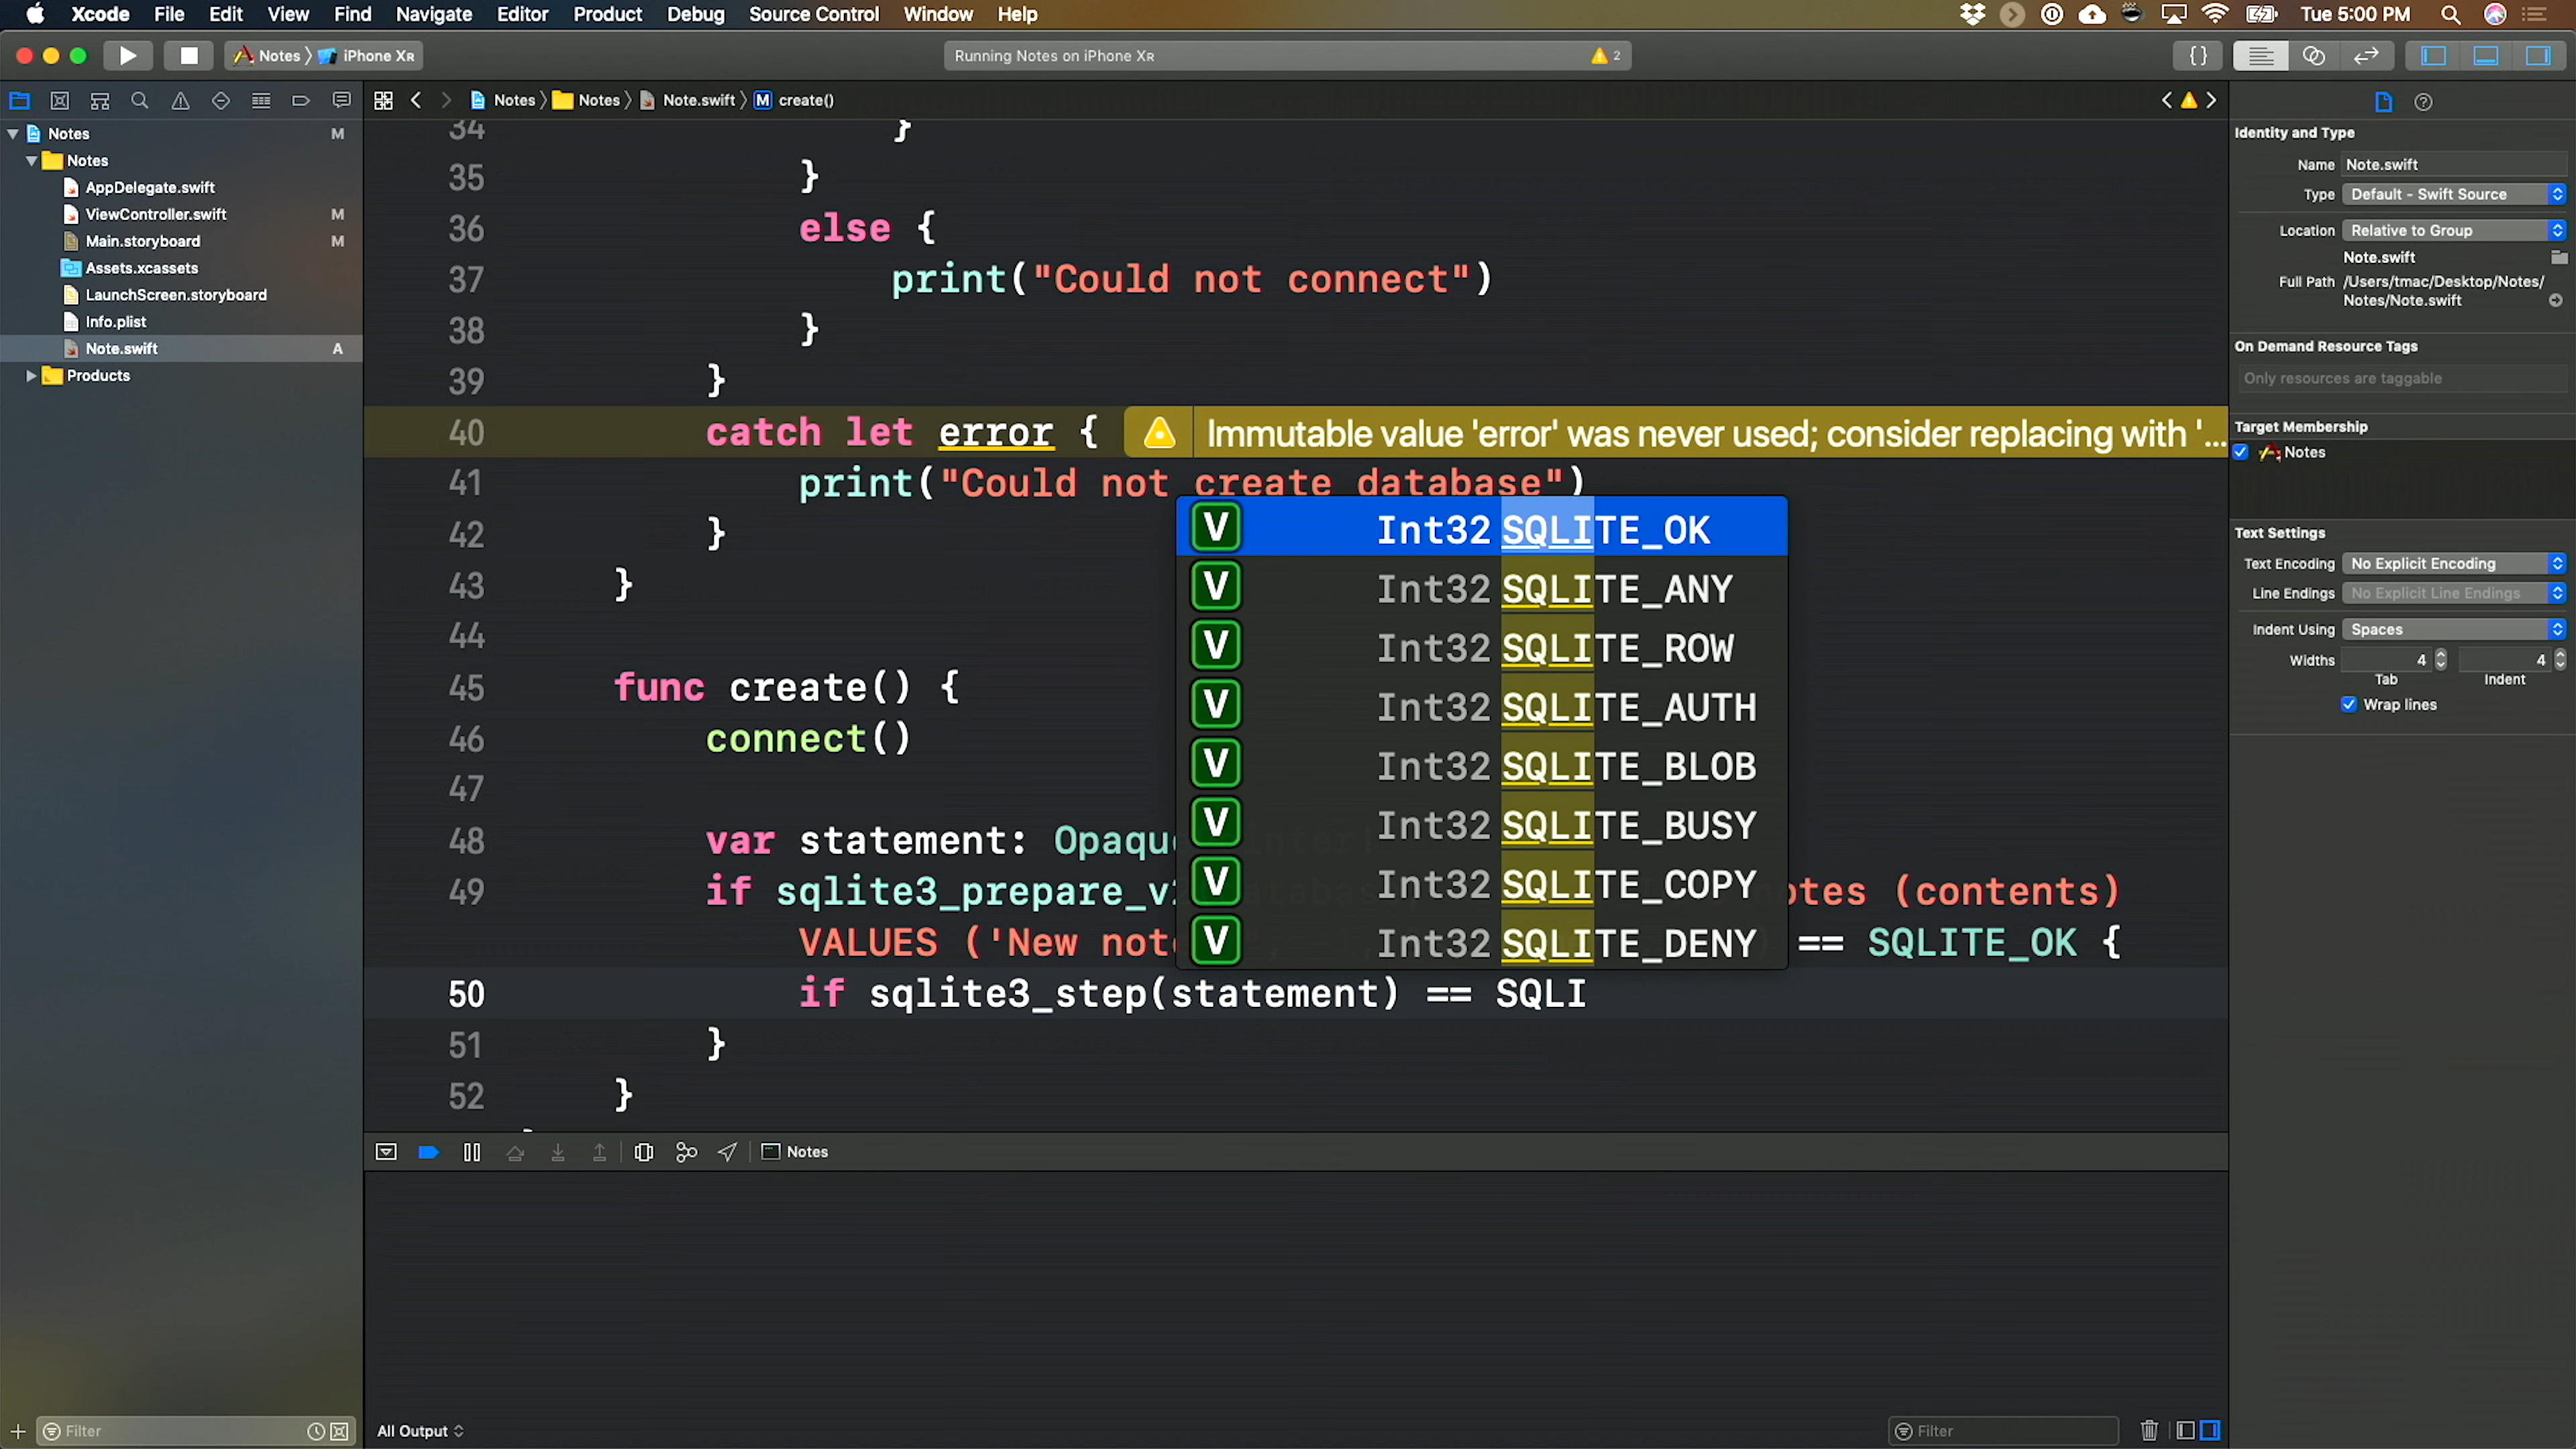 Xcode File Edit View Find Navigate Editor Product Debug Source Control Window Help Tue 5:00 PM
Notes iPhone XR Running Notes on iPhone XR 2 {}
Notes Notes Note.swift M create()
Notes M
Notes
AppDelegate.swift
ViewController.swift M
Main.storyboard M
Assets.xcassets
LaunchScreen.storyboard
Info.plist
Note.swift A
Products
34 }
35 }
36 else {
37 print("Could not connect")
38 }
39 }
40 catch let error { Immutable value 'error' was never used; consider replacing with '...
41 print("Could not create database")
42 }
43 }
44
45 func create() {
46 connect()
47
48 var statement:
49 if (contents)
VALUES ('New == SQLITE_OK {
50 if sqlite3_step(statement) == SQLI
51 }
52 }
V Int32 SQLITE_OK
V Int32 SQLITE_ANY
V Int32 SQLITE_ROW
V Int32 SQLITE_AUTH
V Int32 SQLITE_BLOB
V Int32 SQLITE_BUSY
V Int32 SQLITE_COPY
V Int32 SQLITE_DENY
Notes
All Output Filter
Filter
Identity and Type
Name Note.swift
Type Default - Swift Source
Location Relative to Group
Note.swift
Full Path /Users/tmac/Desktop/Notes/
Notes/Note.swift
On Demand Resource Tags
Only resources are taggable
Target Membership
Notes
Text Settings
Text Encoding No Explicit Encoding
Line Endings No Explicit Line Endings
Indent Using Spaces
Widths 4 4
Tab Indent
Wrap lines